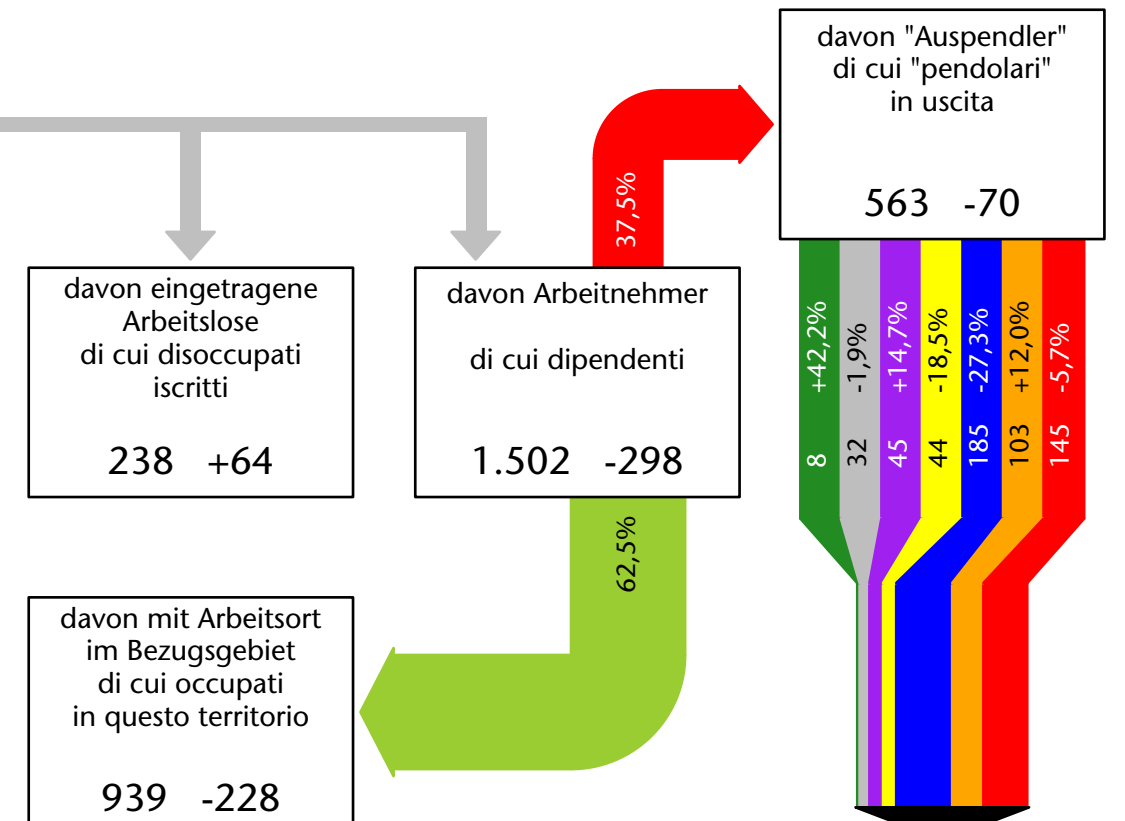 davon "Auspendler"
di cui "pendolari"
in uscita
563 -70
37,5%
davon eingetragene
Arbeitslose
di cui disoccupati
iscritti
238 +64
davon Arbeitnehmer
di cui dipendenti
1.502 -298
8 +42,2%
32 -1,9%
45 +14,7%
44 -18,5%
185 -27,3%
103 +12,0%
145 -5,7%
62,5%
davon mit Arbeitsort
im Bezugsgebiet
di cui occupati
in questo territorio
939 -228